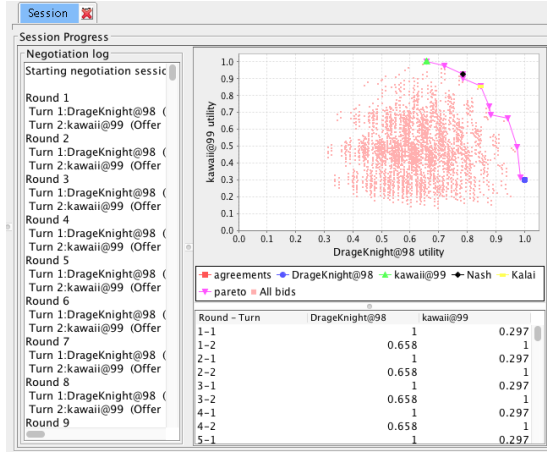 Session
Session Progress
Negotiation log
Starting negotiation sessic
Round 1
Turn 1:DrageKnight@98 (
Turn 2:kawaii@99 (Offer
Round 2
Turn 1:DrageKnight@98 (
Turn 2:kawaii@99 (Offer
Round 3
Turn 1:DrageKnight@98 (
Turn 2:kawaii@99 (Offer
Round 4
Turn 1:DrageKnight@98 (
Turn 2:kawaii@99 (Offer
Round 5
Turn 1:DrageKnight@98 (
Turn 2:kawaii@99 (Offer
Round 6
Turn 1:DrageKnight@98 (
Turn 2:kawaii@99 (Offer
Round 7
Turn 1:DrageKnight@98 (
Turn 2:kawaii@99 (Offer
Round 8
Turn 1:DrageKnight@98 (
Turn 2:kawaii@99 (Offer
Round 9
kawaii@99 utility
1.0
0.9
0.8
0.7
0.6
0.5
0.4
0.3
0.2
0.1
0.0
0.0 0.1 0.2 0.3 0.4 0.5 0.6 0.7 0.8 0.9 1.0
DrageKnight@98 utility
agreements DrageKnight@98 kawaii@99 Nash Kalai
pareto All bids
Round - Turn DrageKnight@98 kawaii@99
1-1 1 0.297
1-2 0.658 1
2-1 1 0.297
2-2 0.658 1
3-1 1 0.297
3-2 0.658 1
4-1 1 0.297
4-2 0.658 1
5-1 1 0.297